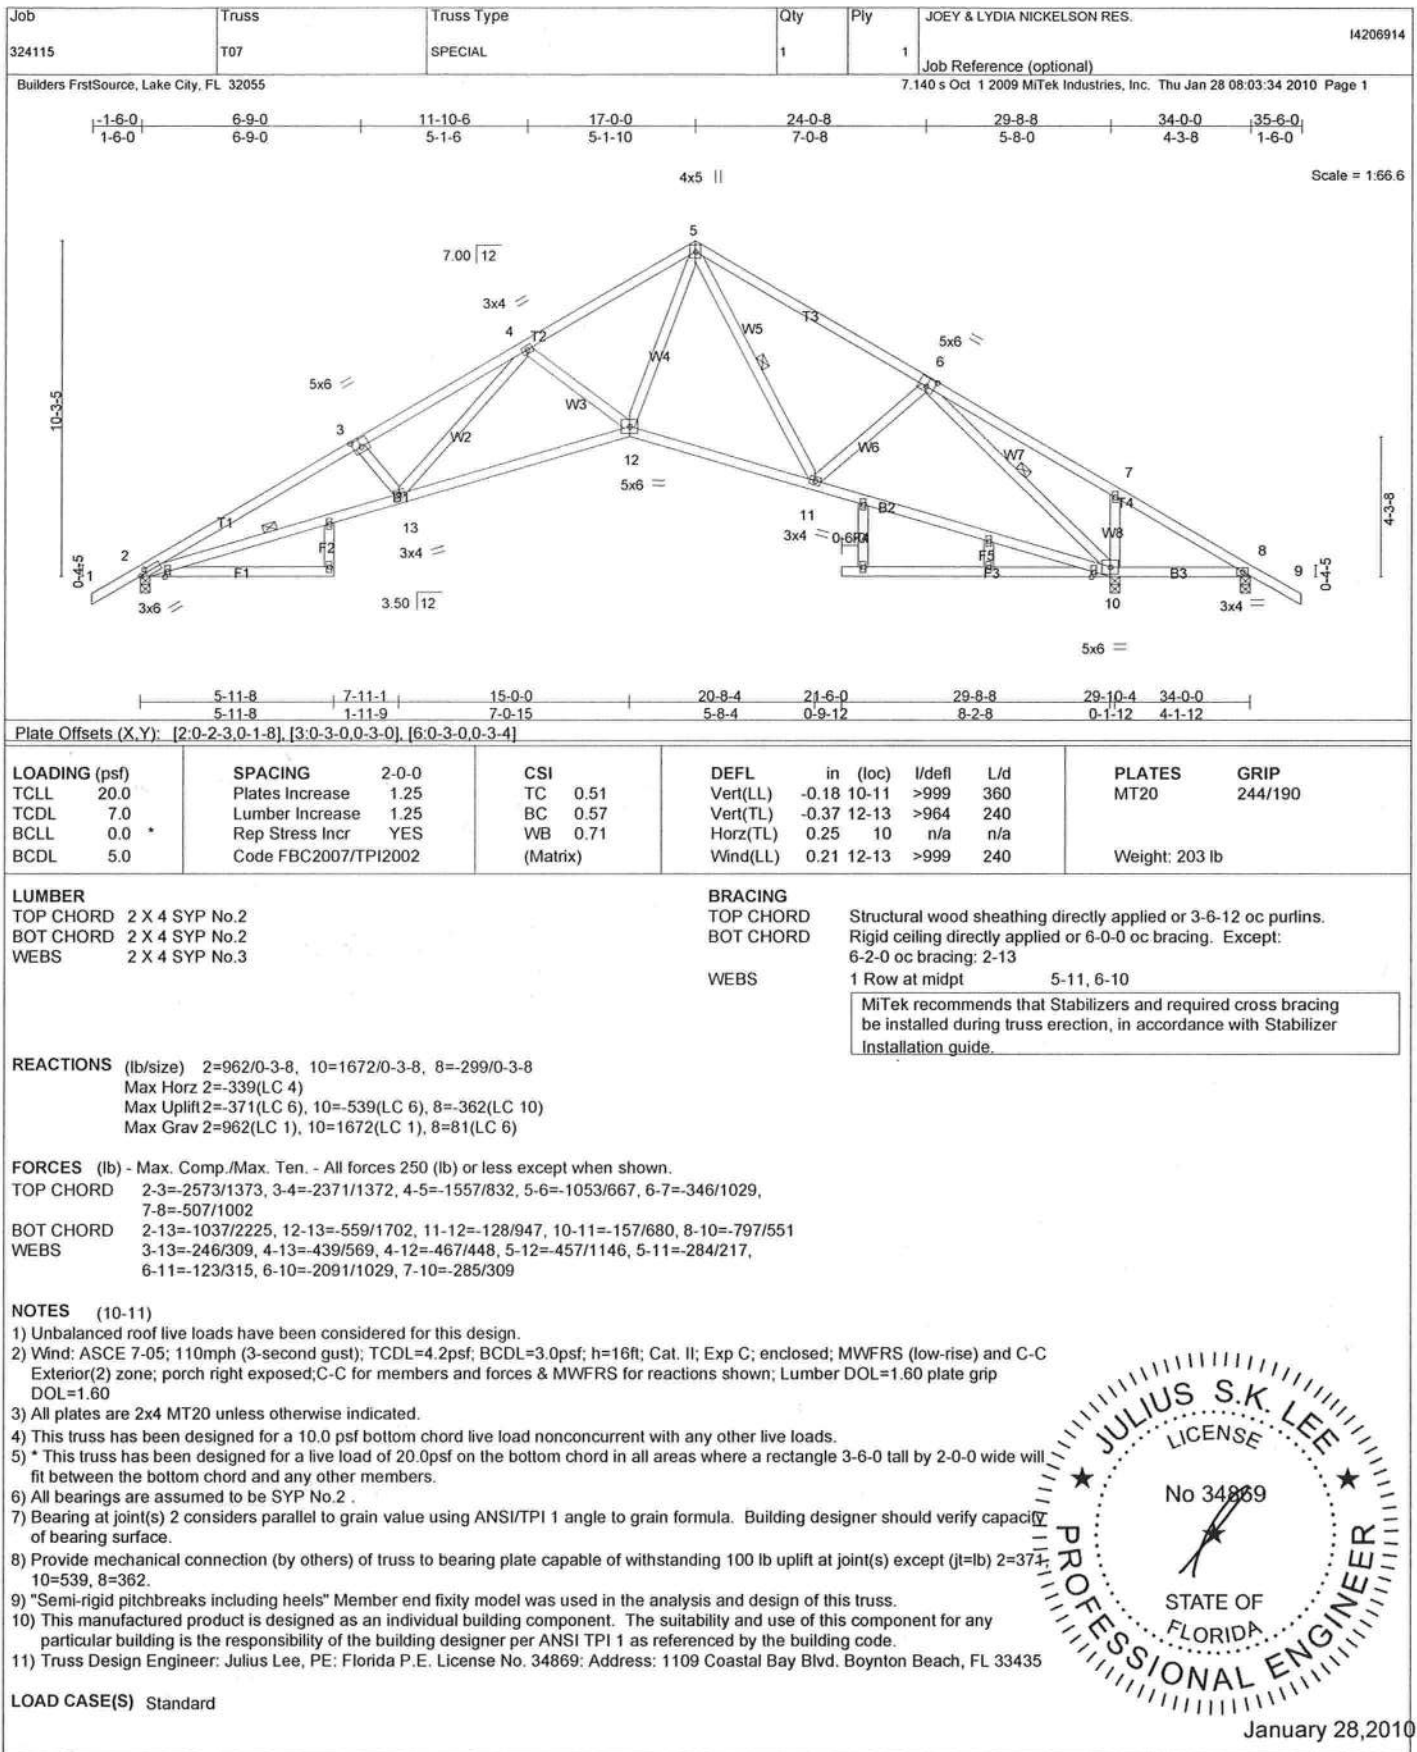 Job Truss Truss Type Qty Ply JOEY & LYDIA NICKELSON RES.
I4206914
324115 T07 SPECIAL 1 1
Job Reference (optional)
Builders FrstSource, Lake City, FL 32055 7.140 s Oct 1 2009 MiTek Industries, Inc. Thu Jan 28 08:03:34 2010 Page 1
-1-6-0 6-9-0 11-10-6 17-0-0 24-0-8 29-8-8 34-0-0 35-6-0
1-6-0 6-9-0 5-1-6 5-1-10 7-0-8 5-8-0 4-3-8 1-6-0
4x5 ||
Scale = 1:66.6
5
7.00 12
3x4
T3
4 T2
W5
5x6
W4
6
5x6
10-3-5
W3
3
W2
W6
W7
12
7
5x6
T4
B1
11
B2
4-3-8
T1
13
3x4
0-6-0
F4
W8
2
F2
3x4
F5
8
0-4-5
1
F1
F3
B3
9
0-4-5
3x6
3.50 12
10
3x4
5x6
5-11-8 7-11-1 15-0-0 20-8-4 21-6-0 29-8-8 29-10-4 34-0-0
5-11-8 1-11-9 7-0-15 5-8-4 0-9-12 8-2-8 0-1-12 4-1-12
Plate Offsets (X,Y): [2:0-2-3,0-1-8], [3:0-3-0,0-3-0], [6:0-3-0,0-3-4]
LOADING (psf) SPACING 2-0-0 CSI DEFL in (loc) l/defl L/d PLATES GRIP
TCLL 20.0 Plates Increase 1.25 TC 0.51 Vert(LL) -0.18 10-11 >999 360 MT20 244/190
TCDL 7.0 Lumber Increase 1.25 BC 0.57 Vert(TL) -0.37 12-13 >964 240
BCLL 0.0 * Rep Stress Incr YES WB 0.71 Horz(TL) 0.25 10 n/a n/a
BCDL 5.0 Code FBC2007/TPI2002 (Matrix) Wind(LL) 0.21 12-13 >999 240 Weight: 203 lb
LUMBER
TOP CHORD 2 X 4 SYP No.2
BOT CHORD 2 X 4 SYP No.2
WEBS 2 X 4 SYP No.3
BRACING
TOP CHORD Structural wood sheathing directly applied or 3-6-12 oc purlins.
BOT CHORD Rigid ceiling directly applied or 6-0-0 oc bracing. Except:
6-2-0 oc bracing: 2-13
WEBS 1 Row at midpt 5-11, 6-10
MiTek recommends that Stabilizers and required cross bracing
be installed during truss erection, in accordance with Stabilizer
Installation guide.
REACTIONS (lb/size) 2=962/0-3-8, 10=1672/0-3-8, 8=-299/0-3-8
Max Horz 2=-339(LC 4)
Max Uplift 2=-371(LC 6), 10=-539(LC 6), 8=-362(LC 10)
Max Grav 2=962(LC 1), 10=1672(LC 1), 8=81(LC 6)
FORCES (lb) - Max. Comp./Max. Ten. - All forces 250 (lb) or less except when shown.
TOP CHORD 2-3=-2573/1373, 3-4=-2371/1372, 4-5=-1557/832, 5-6=-1053/667, 6-7=-346/1029,
7-8=-507/1002
BOT CHORD 2-13=-1037/2225, 12-13=-559/1702, 11-12=-128/947, 10-11=-157/680, 8-10=-797/551
WEBS 3-13=-246/309, 4-13=-439/569, 4-12=-467/448, 5-12=-457/1146, 5-11=-284/217,
6-11=-123/315, 6-10=-2091/1029, 7-10=-285/309
NOTES (10-11)
1) Unbalanced roof live loads have been considered for this design.
2) Wind: ASCE 7-05; 110mph (3-second gust); TCDL=4.2psf; BCDL=3.0psf; h=16ft; Cat. II; Exp C; enclosed; MWFRS (low-rise) and C-C
Exterior(2) zone; porch right exposed;C-C for members and forces & MWFRS for reactions shown; Lumber DOL=1.60 plate grip
DOL=1.60
3) All plates are 2x4 MT20 unless otherwise indicated.
4) This truss has been designed for a 10.0 psf bottom chord live load nonconcurrent with any other live loads.
5) * This truss has been designed for a live load of 20.0psf on the bottom chord in all areas where a rectangle 3-6-0 tall by 2-0-0 wide will
fit between the bottom chord and any other members.
6) All bearings are assumed to be SYP No.2 .
7) Bearing at joint(s) 2 considers parallel to grain value using ANSI/TPI 1 angle to grain formula. Building designer should verify capacity
of bearing surface.
8) Provide mechanical connection (by others) of truss to bearing plate capable of withstanding 100 lb uplift at joint(s) except (jt=lb) 2=371,
10=539, 8=362.
9) "Semi-rigid pitchbreaks including heels" Member end fixity model was used in the analysis and design of this truss.
10) This manufactured product is designed as an individual building component. The suitability and use of this component for any
particular building is the responsibility of the building designer per ANSI TPI 1 as referenced by the building code.
11) Truss Design Engineer: Julius Lee, PE: Florida P.E. License No. 34869: Address: 1109 Coastal Bay Blvd. Boynton Beach, FL 33435
LOAD CASE(S) Standard
JULIUS S.K. LEE
LICENSE
No 34869
STATE OF
FLORIDA
PROFESSIONAL ENGINEER
January 28,2010